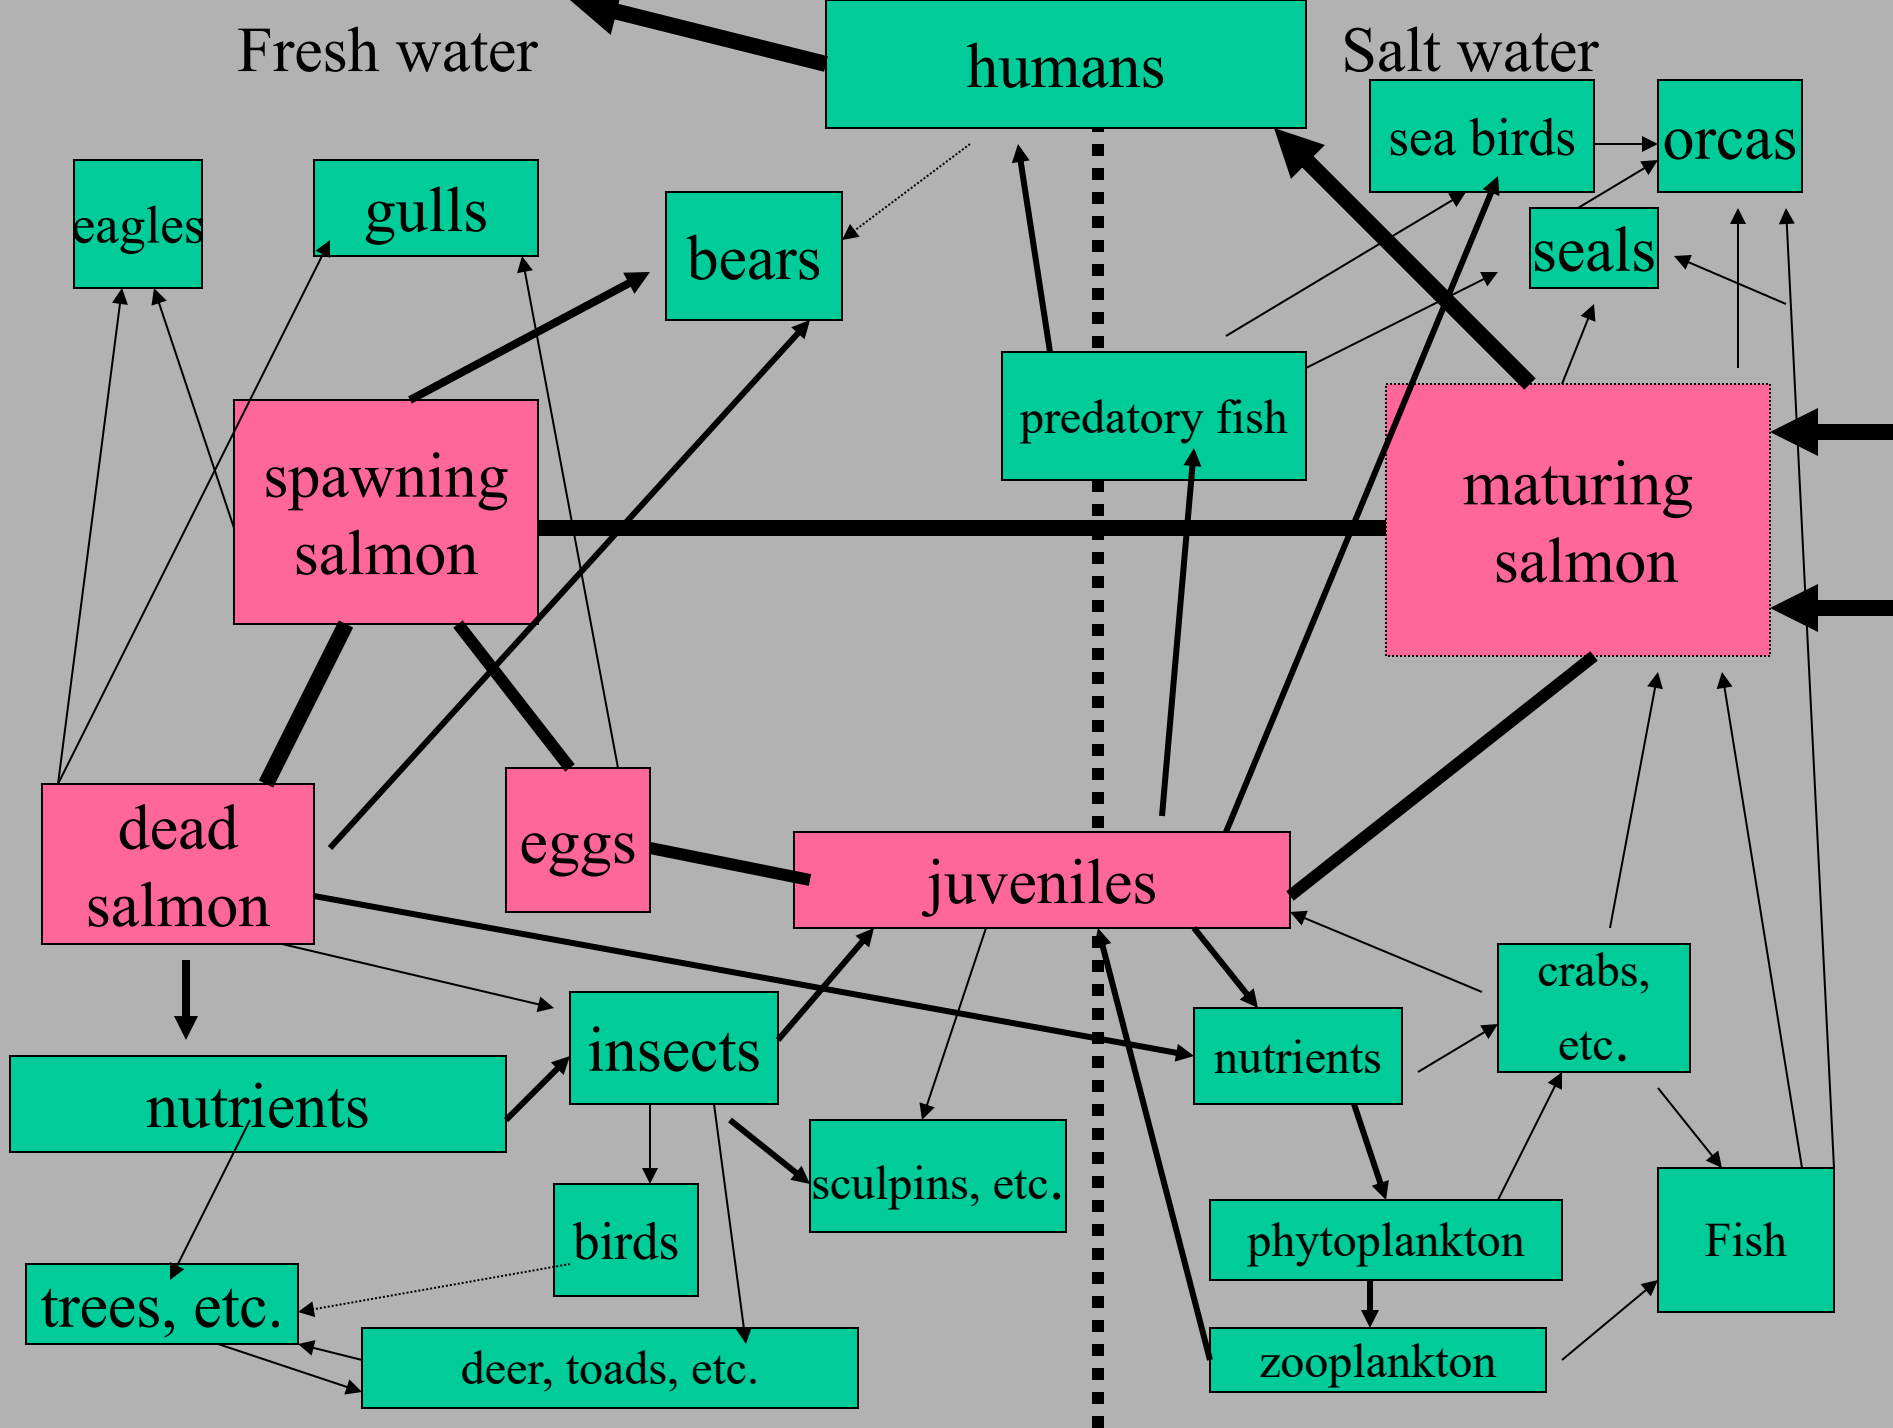 Fresh water
humans
Salt water
sea birds
orcas
eagles
gulls
bears
seals
predatory fish
spawning
salmon
maturing
salmon
dead
salmon
eggs
juveniles
crabs,
etc.
insects
nutrients
nutrients
sculpins, etc.
birds
phytoplankton
Fish
trees, etc.
deer, toads, etc.
zooplankton